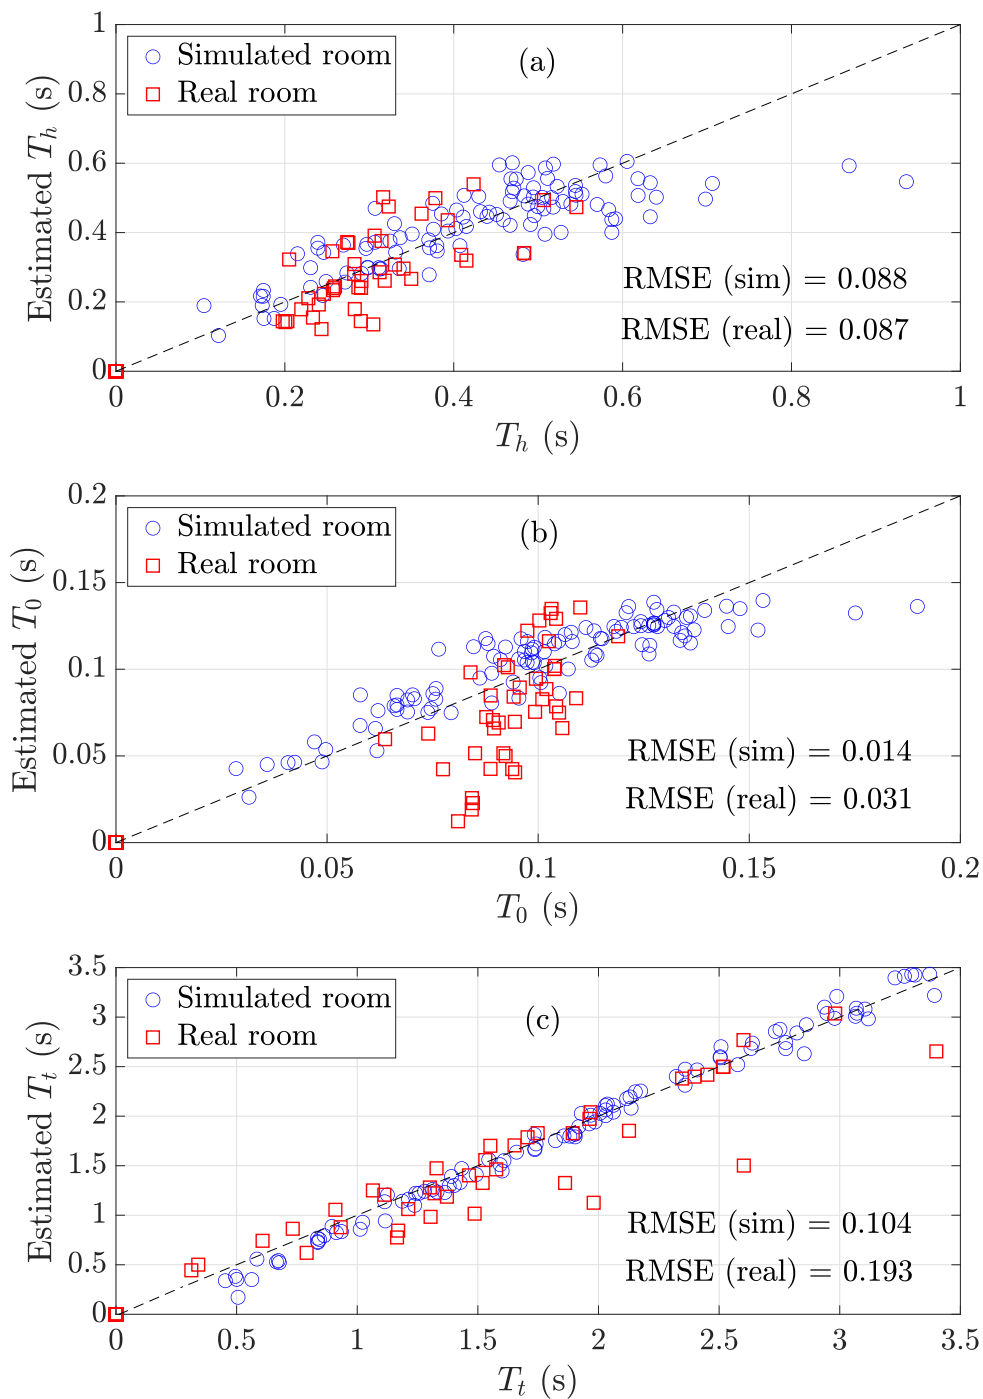 1
0.8
0.6
0.4
0.2
0
Estimated T_h (s)
Simulated room
Real room
(a)
RMSE (sim) = 0.088
RMSE (real) = 0.087
0 0.2 0.4 0.6 0.8 1
T_h (s)
0.2
0.15
0.1
0.05
0
Estimated T_0 (s)
Simulated room
Real room
(b)
RMSE (sim) = 0.014
RMSE (real) = 0.031
0 0.05 0.1 0.15 0.2
T_0 (s)
3.5
3
2.5
2
1.5
1
0.5
0
Estimated T_t (s)
Simulated room
Real room
(c)
RMSE (sim) = 0.104
RMSE (real) = 0.193
0 0.5 1 1.5 2 2.5 3 3.5
T_t (s)